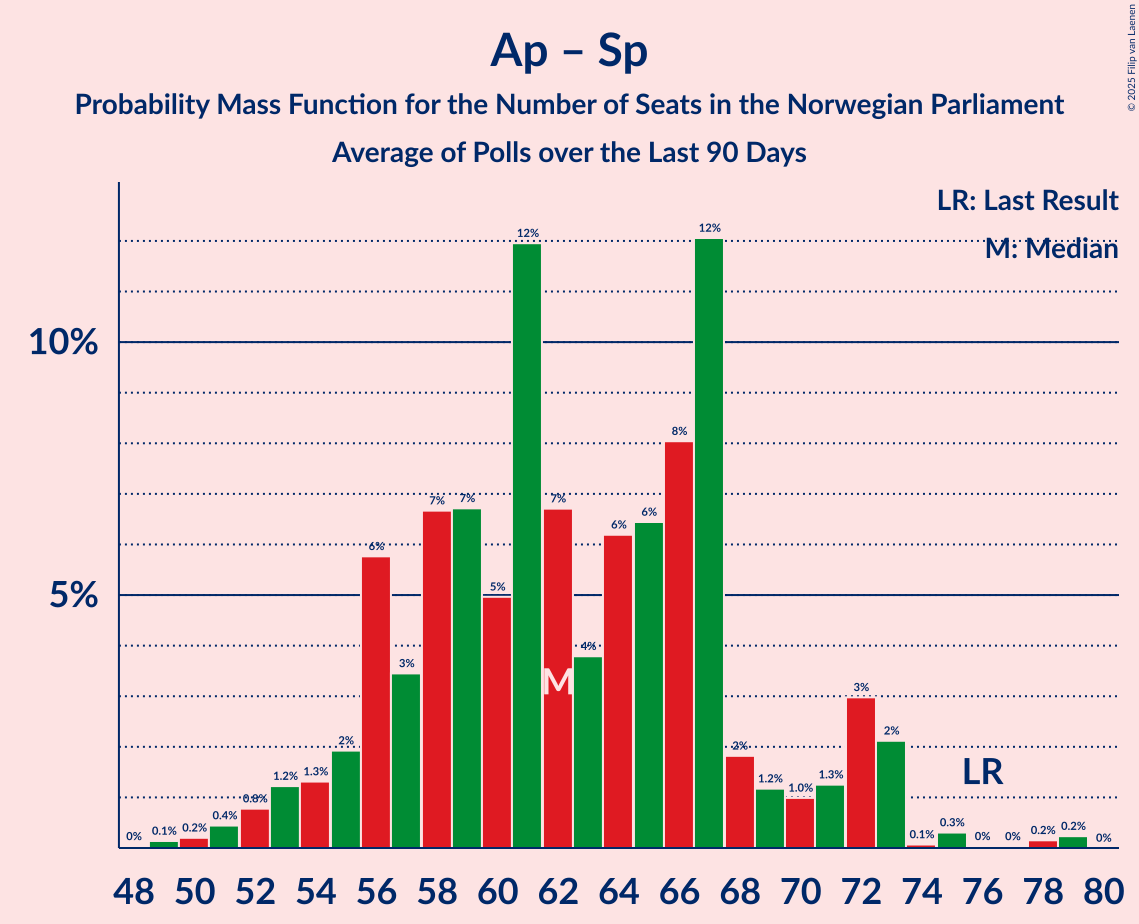 Ap – Sp
Probability Mass Function for the Number of Seats in the Norwegian Parliament
Average of Polls over the Last 90 Days
© 2025 Filip van Laenen
LR: Last Result
M: Median
10%
5%
0% 0.1% 0.2% 0.4% 0.8% 1.2% 1.3% 2% 6% 3% 7% 7% 5% 12% 7% 4% 6% 6% 8% 12% 2% 1.2% 1.0% 1.3% 3% 2% 0.1% 0.3% 0% 0% 0.2% 0.2% 0%
M
LR
48 50 52 54 56 58 60 62 64 66 68 70 72 74 76 78 80